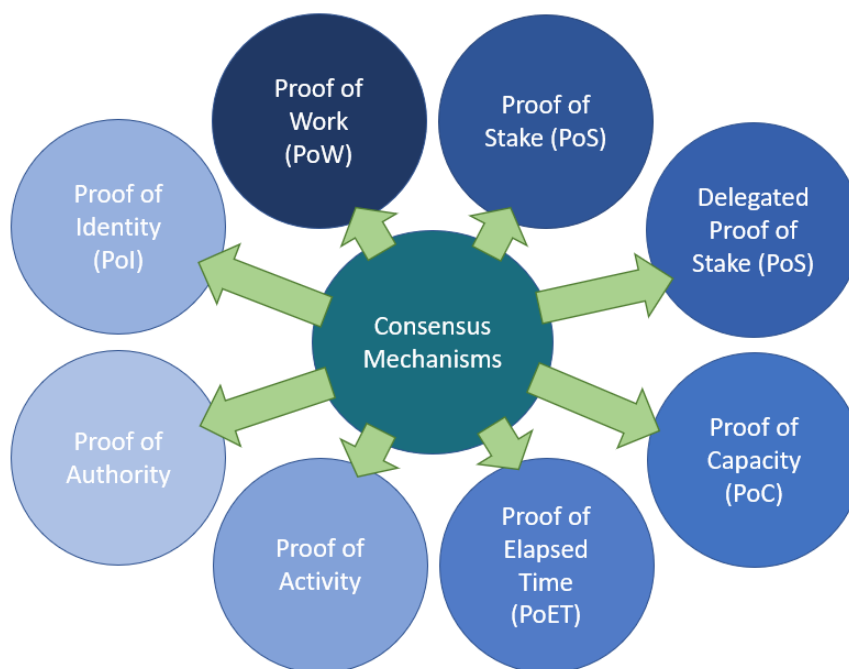 Proof of
Work
(PoW)
Proof of
Stake (PoS)
Delegated
Proof of
Stake (PoS)
Proof of
Capacity
(PoC)
Proof of
Elapsed
Time
(PoET)
Proof of
Activity
Proof of
Authority
Proof of
Identity
(PoI)
Consensus
Mechanisms